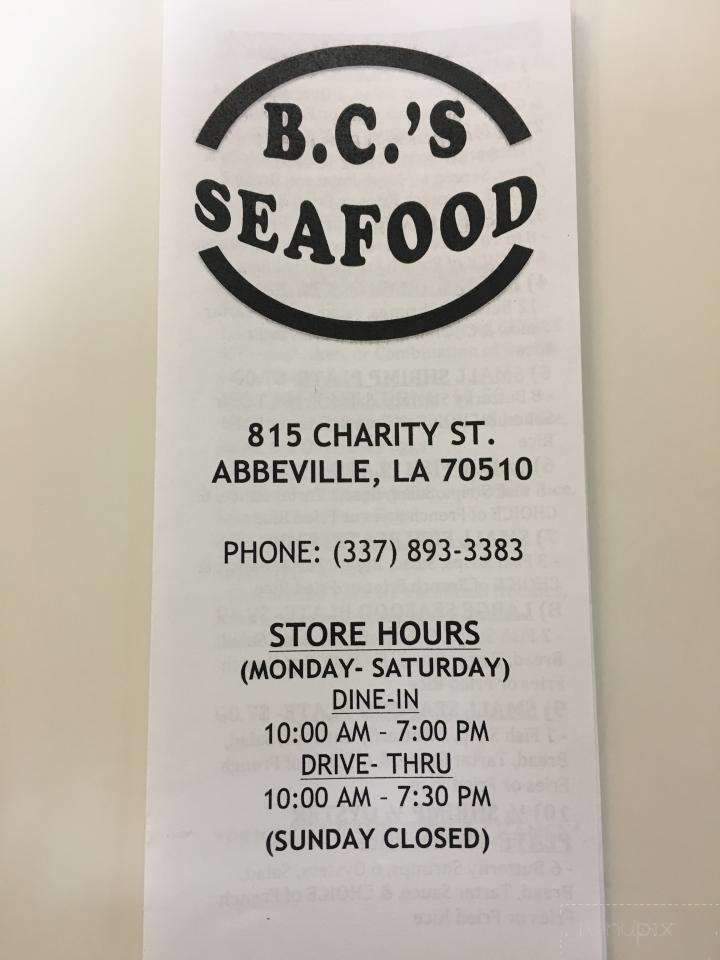 B.C.'S
SEAFOOD
815 CHARITY ST.
ABBEVILLE, LA 70510
PHONE: (337) 893-3383
STORE HOURS
(MONDAY- SATURDAY)
DINE-IN
10:00 AM - 7:00 PM
DRIVE- THRU
10:00 AM - 7:30 PM
(SUNDAY CLOSED)